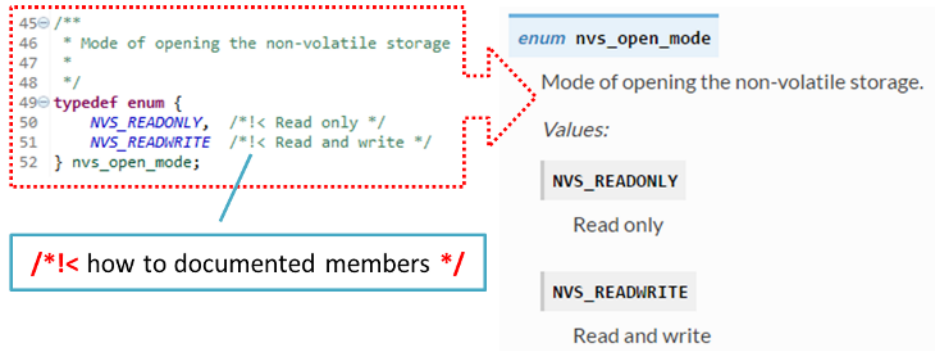 45 /**
46  * Mode of opening the non-volatile storage
47  *
48  */
49 typedef enum {
50     NVS_READONLY,  /*!< Read only */
51     NVS_READWRITE  /*!< Read and write */
52 } nvs_open_mode;
/*!< how to documented members */
enum nvs_open_mode
Mode of opening the non-volatile storage.
Values:
NVS_READONLY
Read only
NVS_READWRITE
Read and write